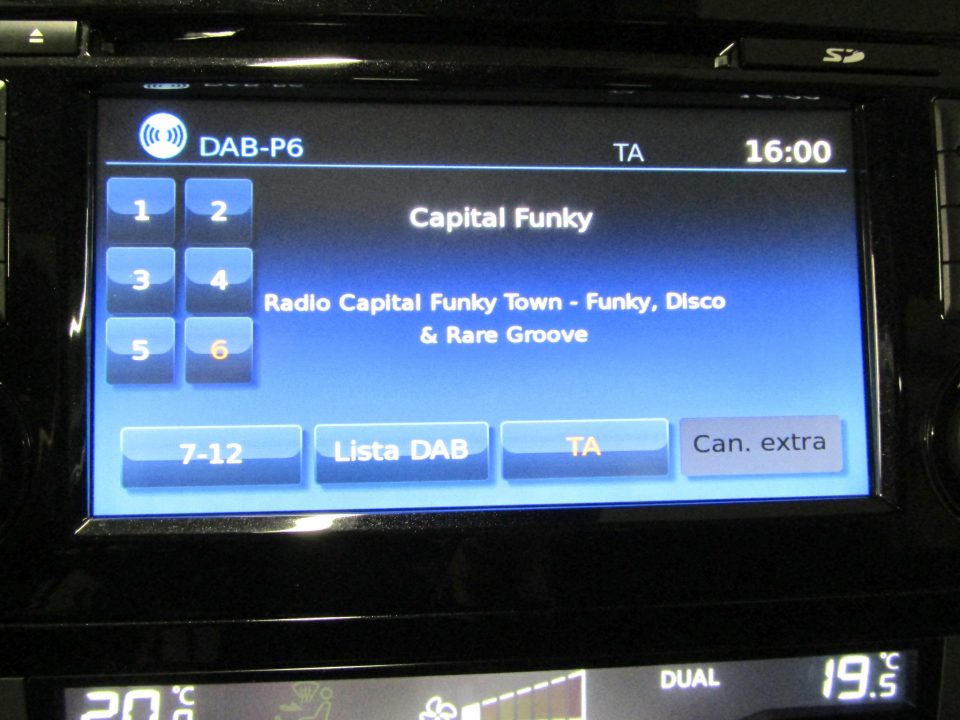 SD
DAB-P6 TA 16:00
1 2
Capital Funky
3 4
Radio Capital Funky Town - Funky, Disco
& Rare Groove
5 6
7-12 Lista DAB TA Can. extra
DUAL
20 °C 19.5 °C